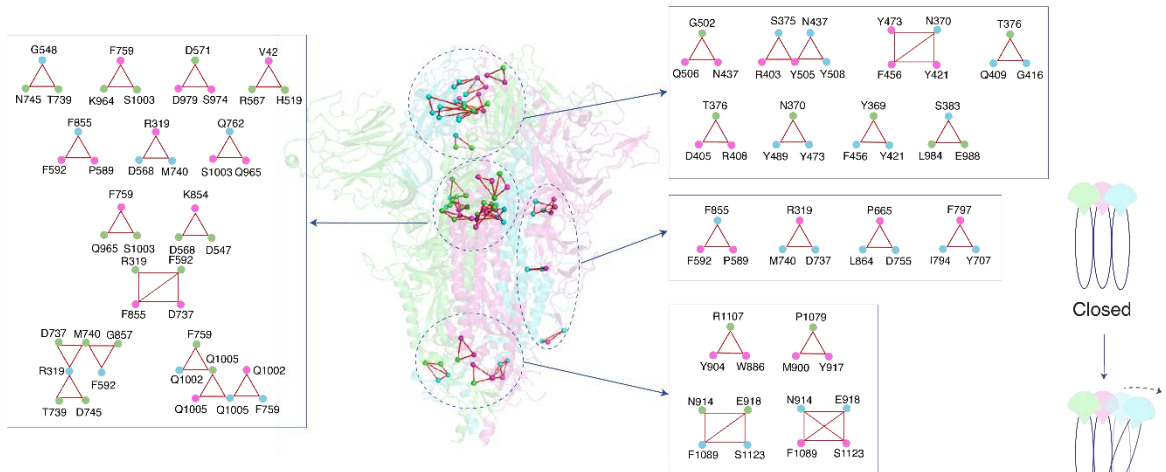 G548 F759 D571 V42
N745 T739 K964 S1003 D979 S974 R567 H519
F855 R319 Q762
F592 P589 D568 M740 S1003 Q965
F759 K854
Q965 S1003 D568 D547
R319 F592
F855 D737
D737 M740 G857 F759
Q1005
R319 F592 Q1002 Q1002
T739 D745 Q1005 Q1005 F759
G502 S375 N437 Y473 N370 T376
Q506 N437 R403 Y505 Y508 F456 Y421 Q409 G416
T376 N370 Y369 S383
D405 R408 Y489 Y473 F456 Y421 L984 E988
F855 R319 P665 F797
F592 P589 M740 D737 L864 D755 I794 Y707
R1107 P1079
Y904 W886 M900 Y917
N914 E918 N914 E918
F1089 S1123 F1089 S1123
Closed